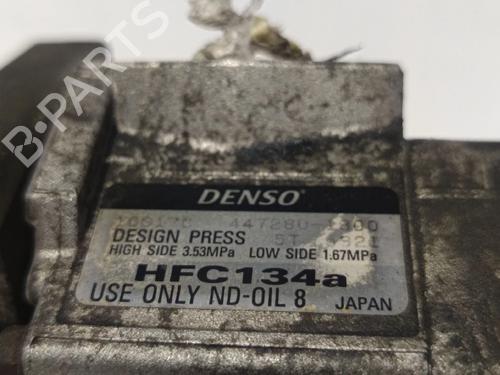 DENSO
447280-
DESIGN PRESS 5T
HIGH SIDE 3.53MPa LOW SIDE 1.67MPa
HFC134a
USE ONLY ND-OIL 8 JAPAN
B-PARTS